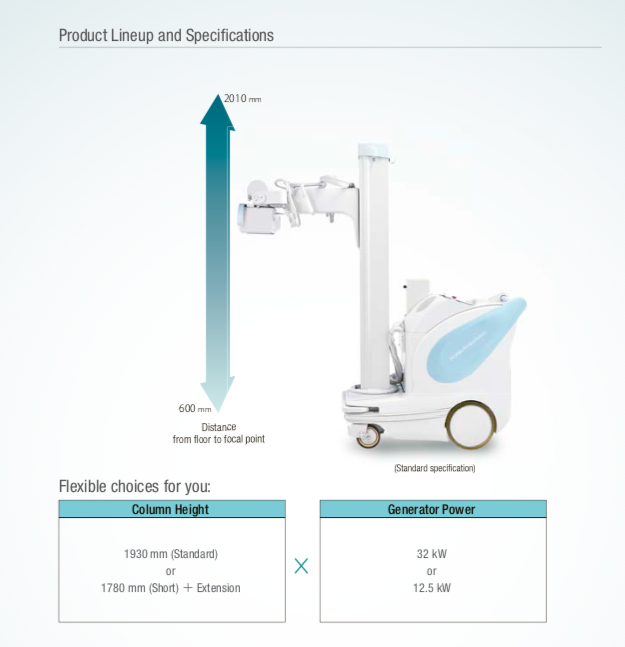 Product Lineup and Specifications
2010 mm
600 mm
Distance
from floor to focal point
(Standard specification)
Flexible choices for you:
Column Height
1930 mm (Standard)
or
1780 mm (Short) + Extension
X
Generator Power
32 kW
or
12.5 kW